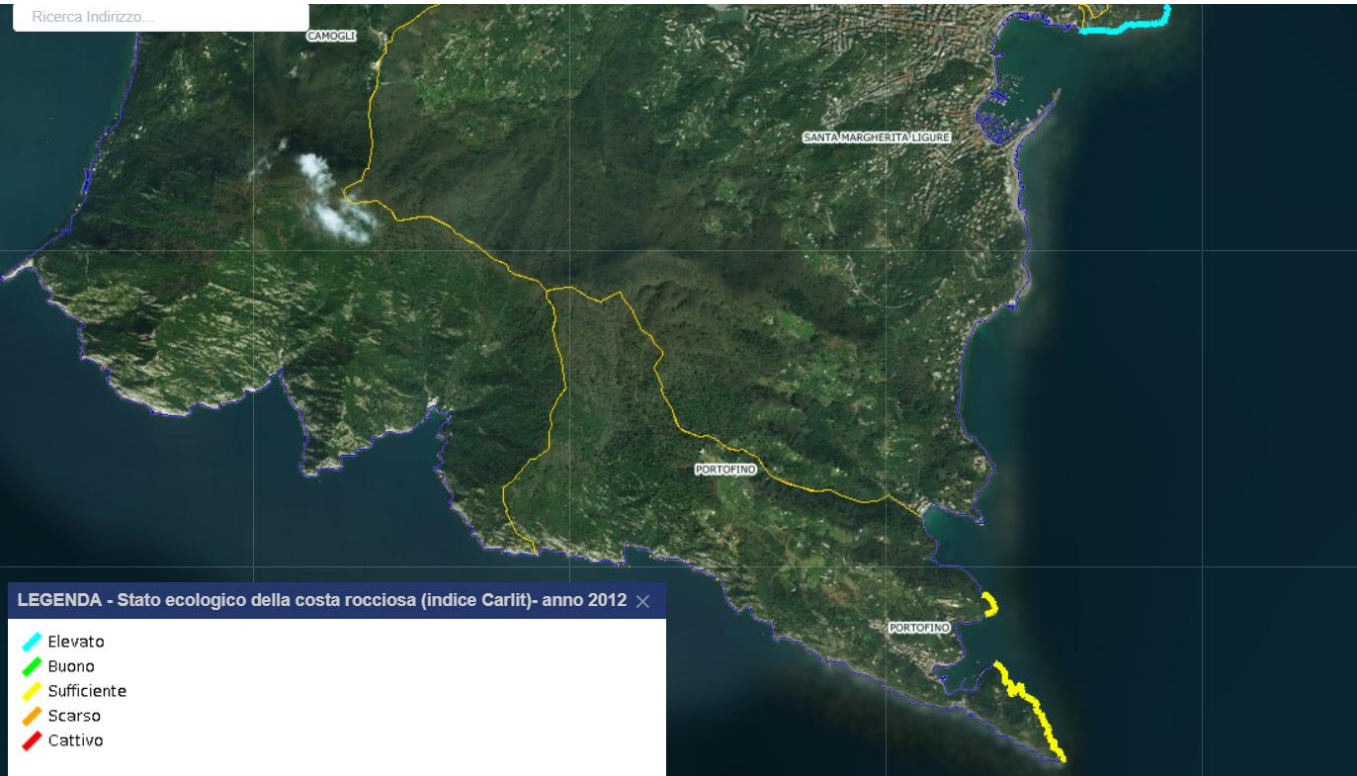 Ricerca Indirizzo...
CAMOGLI
SANTA MARGHERITA LIGURE
PORTOFINO
PORTOFINO
LEGENDA - Stato ecologico della costa rocciosa (indice Carlit)- anno 2012
Elevato
Buono
Sufficiente
Scarso
Cattivo